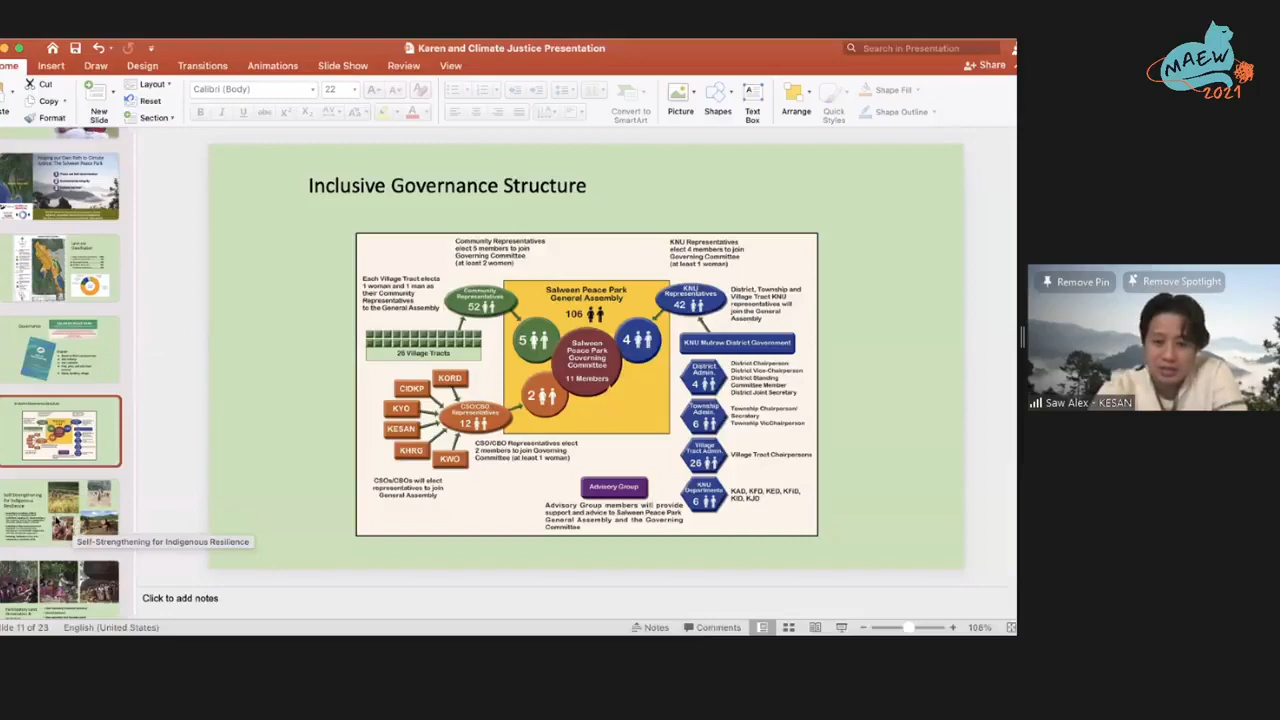 Karen and Climate Justice Presentation
Search in Presentation
Insert
Draw
Design
Transitions
Animations
Slide Show
Review
View
Share
Cut
Copy
Format
New Slide
Layout
Reset
Section
Calibri (Body)
22
Convert to SmartArt
Picture
Shapes
Text Box
Arrange
Quick Styles
Shape Fill
Shape Outline
MAEW
2021
Inclusive Governance Structure
Community Representatives
elect 5 members to join
Governing Committee
(at least 2 women)
KNU Representatives
elect 4 members to join
Governing Committee
(at least 1 woman)
Each Village Tract elects
1 woman and 1 man as
their Community
Representatives
to the General Assembly
Community
Representatives
52
26 Village Tracts
Salween Peace Park
General Assembly
106
KNU
Representatives
42
District, Township and
Village Tract KNU
representatives will
join the General
Assembly
5
4
2
Salween
Peace Park
Governing
Committee
11 Members
KNU Mutraw District Government
District
Admin.
4
District Chairperson
District Vice-Chairperson
District Standing
Committee Member
District Joint Secretary
Township
Admin.
6
Township Chairperson/
Secretary
Township ViceChairperson
Village
Tract Admin
26
Village Tract Chairpersons
KNU
Departments
6
KAD, KFD, KED, KFiD,
KID, KJD
KORD
CIDKP
KYO
KESAN
KHRG
KWO
CSO/CBO
Representatives
12
CSO/CBO Representatives elect
2 members to join Governing
Committee (at least 1 woman)
CSOs/CBOs will elect
representatives to join
General Assembly
Advisory Group
Advisory Group members will provide
support and advice to Salween Peace Park
General Assembly and the Governing
Committee
Self-Strengthening for Indigenous Resilience
Click to add notes
Slide 11 of 23
English (United States)
Notes
Comments
108%
Remove Pin
Remove Spotlight
Saw Alex - KESAN